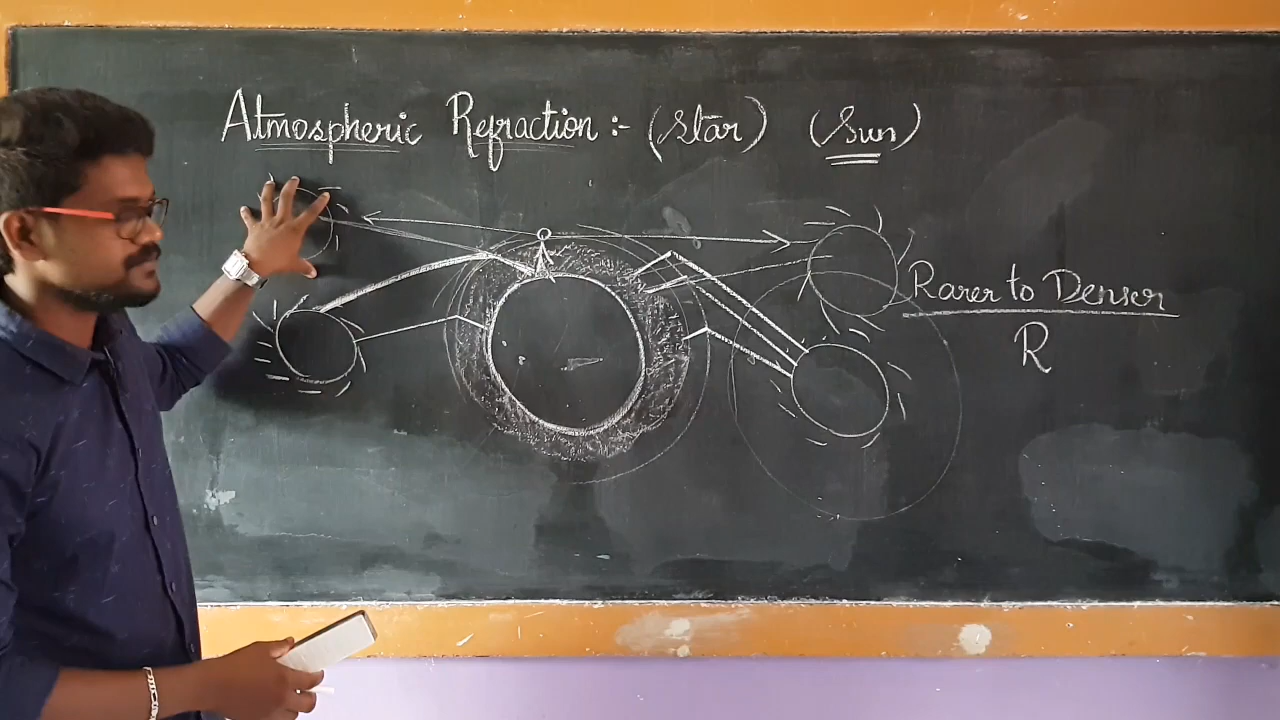 Atmospheric Refraction :- (Star) (Sun)
Rarer to Denser
R